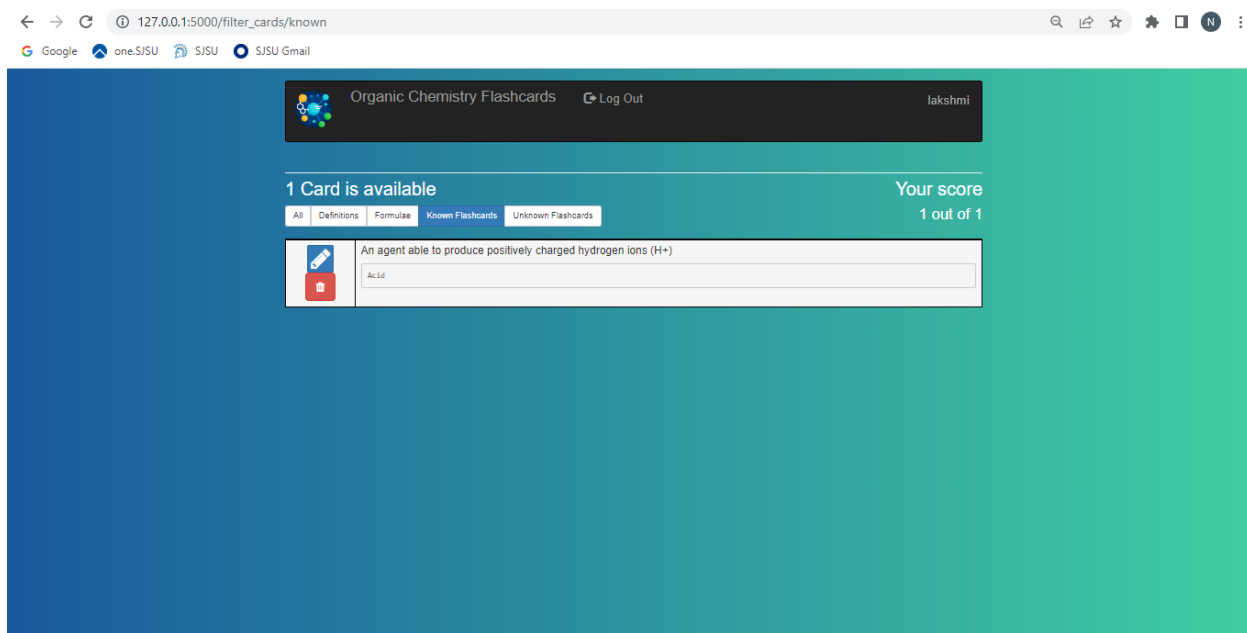 127.0.0.1:5000/filter_cards/known
N
G Google one.SJSU SJSU SJSU Gmail
Organic Chemistry Flashcards Log Out lakshmi
1 Card is available Your score
All Definitions Formulae Known Flashcards Unknown Flashcards 1 out of 1
An agent able to produce positively charged hydrogen ions (H+)
Acid